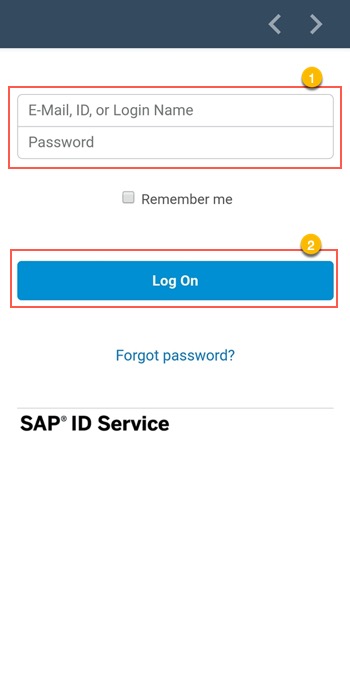 1
E-Mail, ID, or Login Name
Password
Remember me
2
Log On
Forgot password?
SAP® ID Service